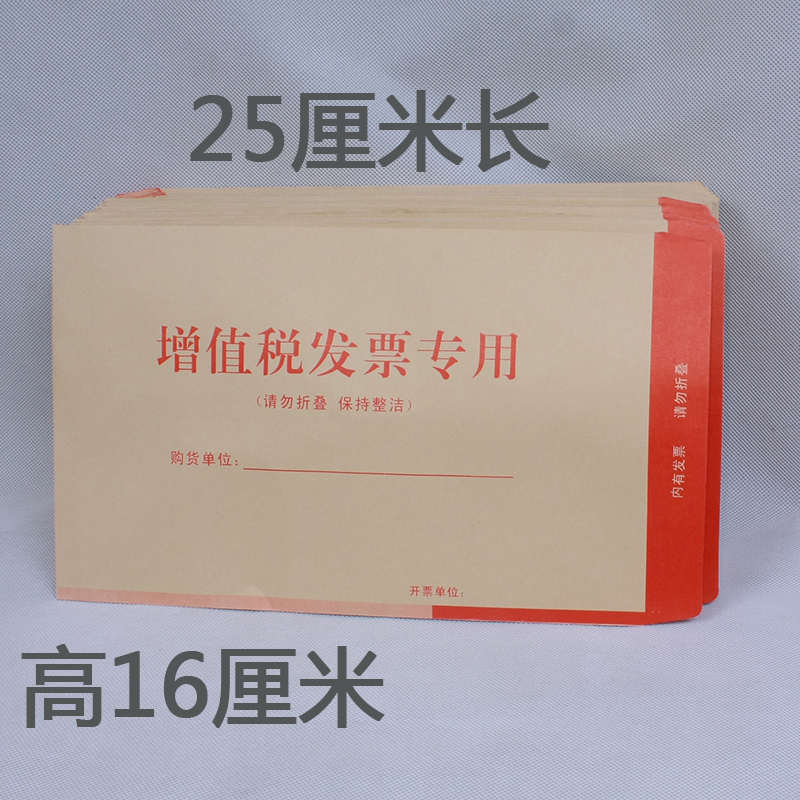 25厘米长
增值税发票专用
（请勿折叠 保持整洁）
购货单位：
开票单位：
内有发票 请勿折叠
高16厘米